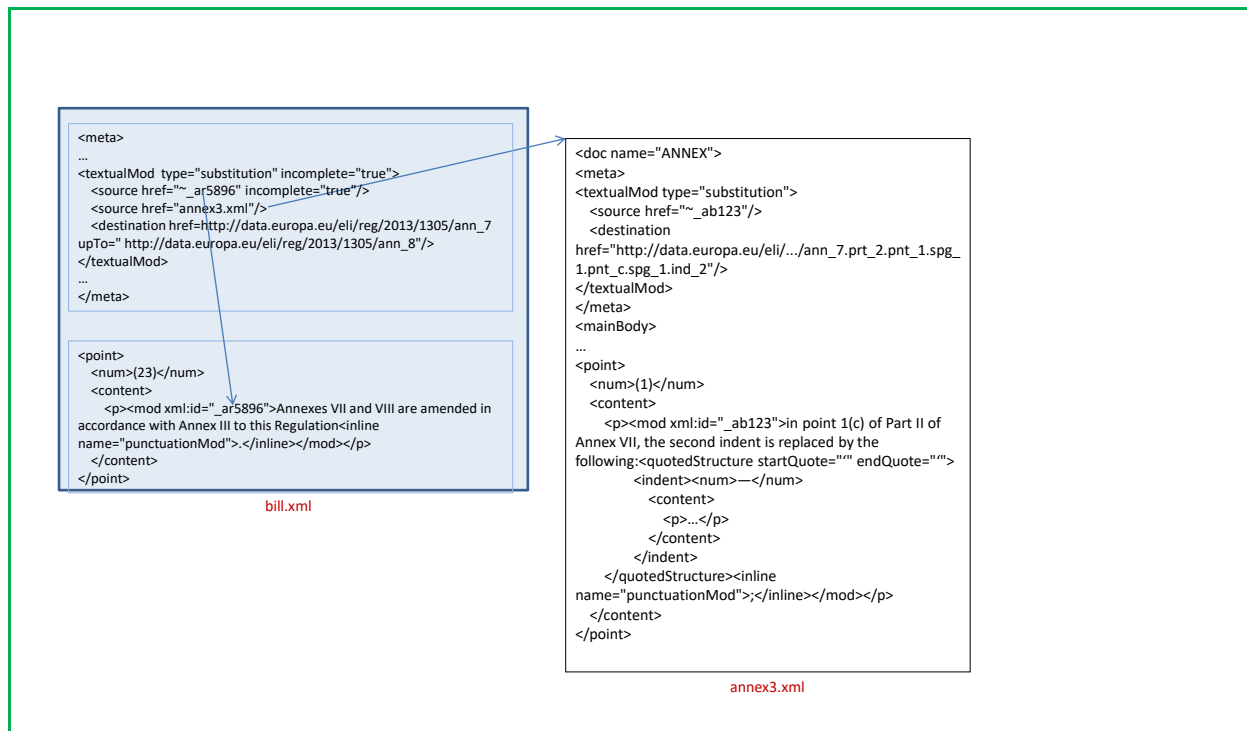 <meta>
…
<textualMod type="substitution" incomplete="true">
<source href="~_ar5896" incomplete="true"/>
<source href="annex3.xml"/>
<destination href=http://data.europa.eu/eli/reg/2013/1305/ann_7
upTo=" http://data.europa.eu/eli/reg/2013/1305/ann_8"/>
</textualMod>
…
</meta>
<point>
<num>(23)</num>
<content>
<p><mod xml:id="_ar5896">Annexes VII and VIII are amended in
accordance with Annex III to this Regulation<inline
name="punctuationMod">.</inline></mod></p>
</content>
</point>
bill.xml
<doc name="ANNEX">
<meta>
<textualMod type="substitution">
<source href="~_ab123"/>
<destination
href="http://data.europa.eu/eli/.../ann_7.prt_2.pnt_1.spg_
1.pnt_c.spg_1.ind_2"/>
</textualMod>
</meta>
<mainBody>
…
<point>
<num>(1)</num>
<content>
<p><mod xml:id="_ab123">in point 1(c) of Part II of
Annex VII, the second indent is replaced by the
following:<quotedStructure startQuote="‘" endQuote="‘">
<indent><num>—</num>
<content>
<p>…</p>
</content>
</indent>
</quotedStructure><inline
name="punctuationMod">;</inline></mod></p>
</content>
</point>
annex3.xml